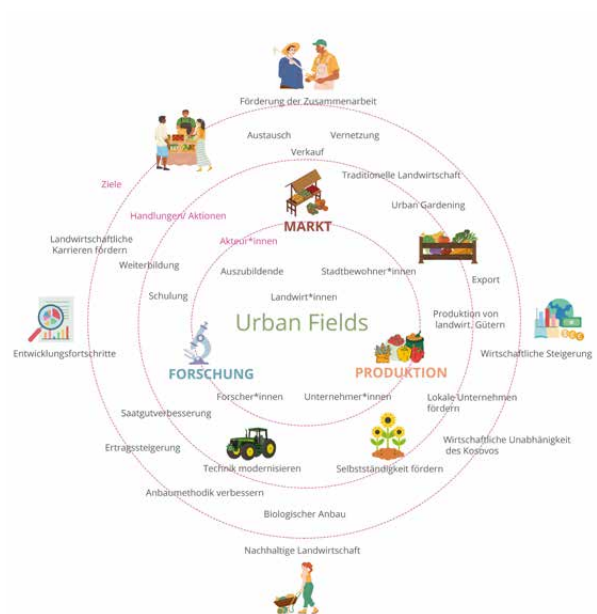 Förderung der Zusammenarbeit
Austausch
Vernetzung
Verkauf
Traditionelle Landwirtschaft
Ziele
Urban Gardening
Handlungen/ Aktionen
MARKT
Akteur*innen
Landwirtschaftliche
Karrieren fördern
Weiterbildung
Auszubildende
Stadtbewohner*innen
Export
Schulung
Landwirt*innen
Produktion von
landwirt. Gütern
Urban Fields
Entwicklungsfortschritte
Wirtschaftliche Steigerung
FORSCHUNG
PRODUKTION
Forscher*innen
Unternehmer*innen
Lokale Unternehmen
fördern
Saatgutverbesserung
Wirtschaftliche Unabhänigkeit
des Kosovos
Ertragssteigerung
Technik modernisieren
Selbstständigkeit fördern
Anbaumethodik verbessern
Biologischer Anbau
Nachhaltige Landwirtschaft